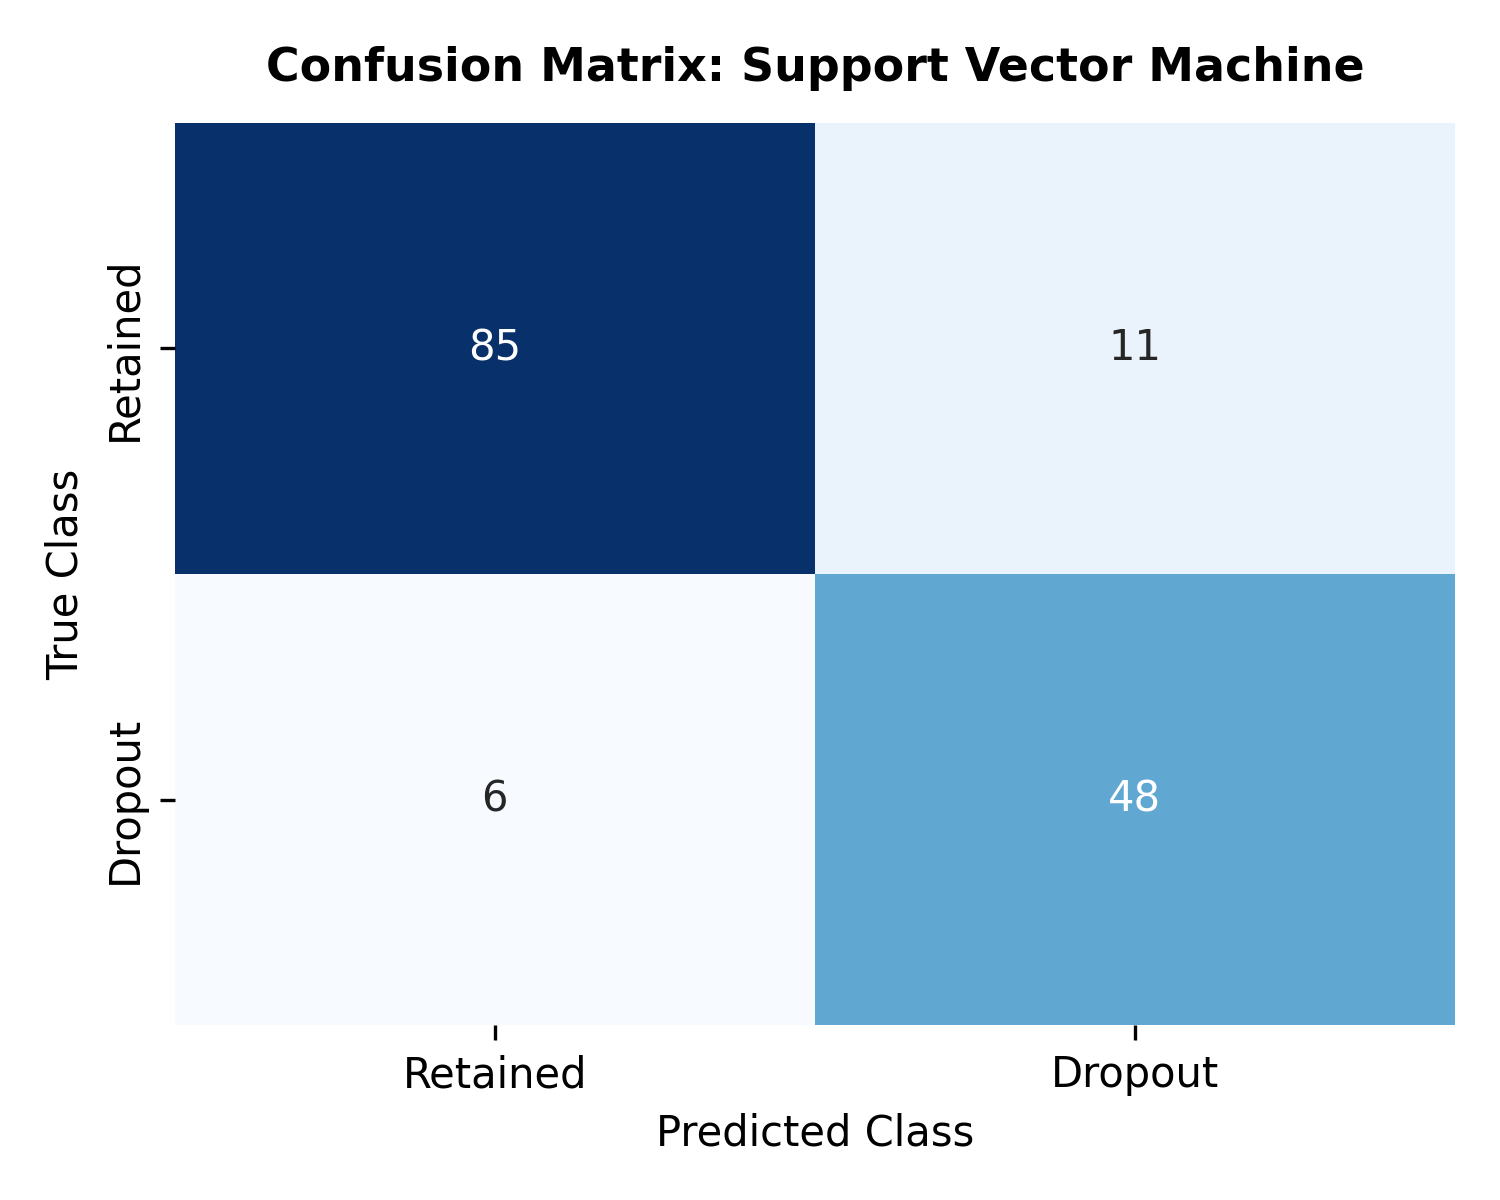 Confusion Matrix: Support Vector Machine
True Class
Retained
85
11
Dropout
6
48
Retained
Dropout
Predicted Class